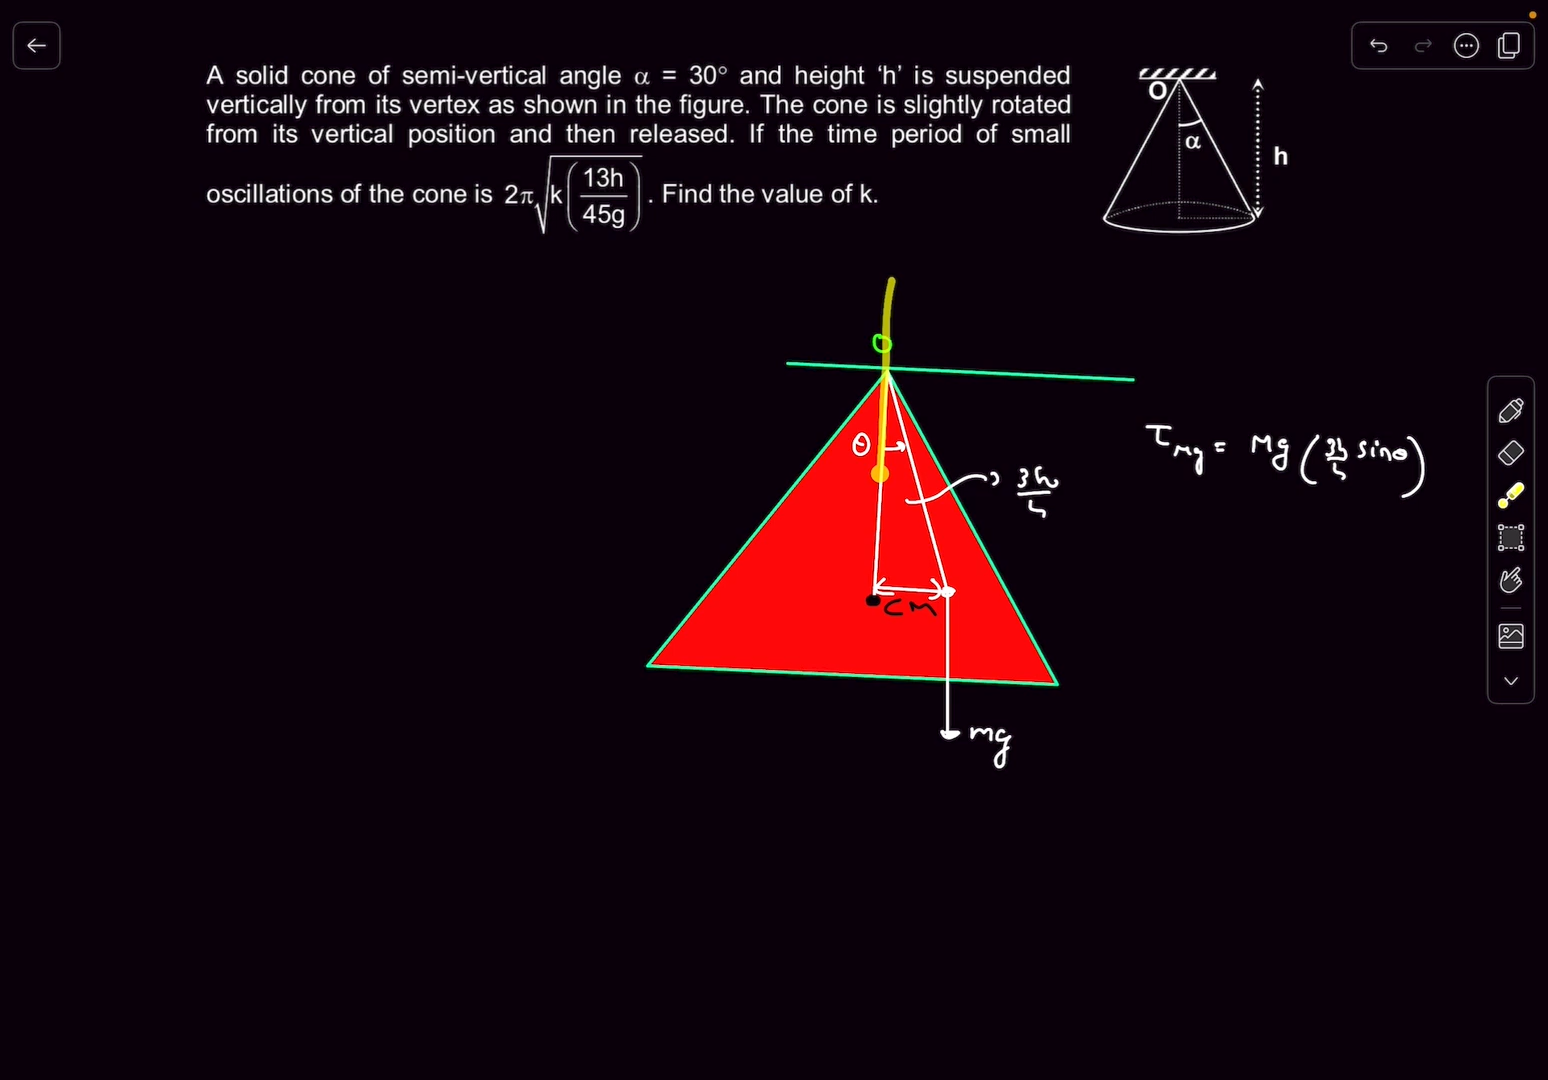 A solid cone of semi-vertical angle α = 30° and height ‘h’ is suspended
vertically from its vertex as shown in the figure. The cone is slightly rotated
from its vertical position and then released. If the time period of small
oscillations of the cone is 2π√(k(13h/45g)). Find the value of k.
O
α
h
O
θ
3h/4
τ_Mg = Mg (3h/4 sinθ)
CM
mg